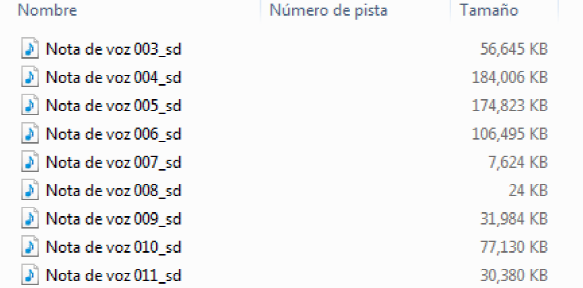 Nombre Número de pista Tamaño
Nota de voz 003_sd 56,645 KB
Nota de voz 004_sd 184,006 KB
Nota de voz 005_sd 174,823 KB
Nota de voz 006_sd 106,495 KB
Nota de voz 007_sd 7,624 KB
Nota de voz 008_sd 24 KB
Nota de voz 009_sd 31,984 KB
Nota de voz 010_sd 77,130 KB
Nota de voz 011_sd 30,380 KB